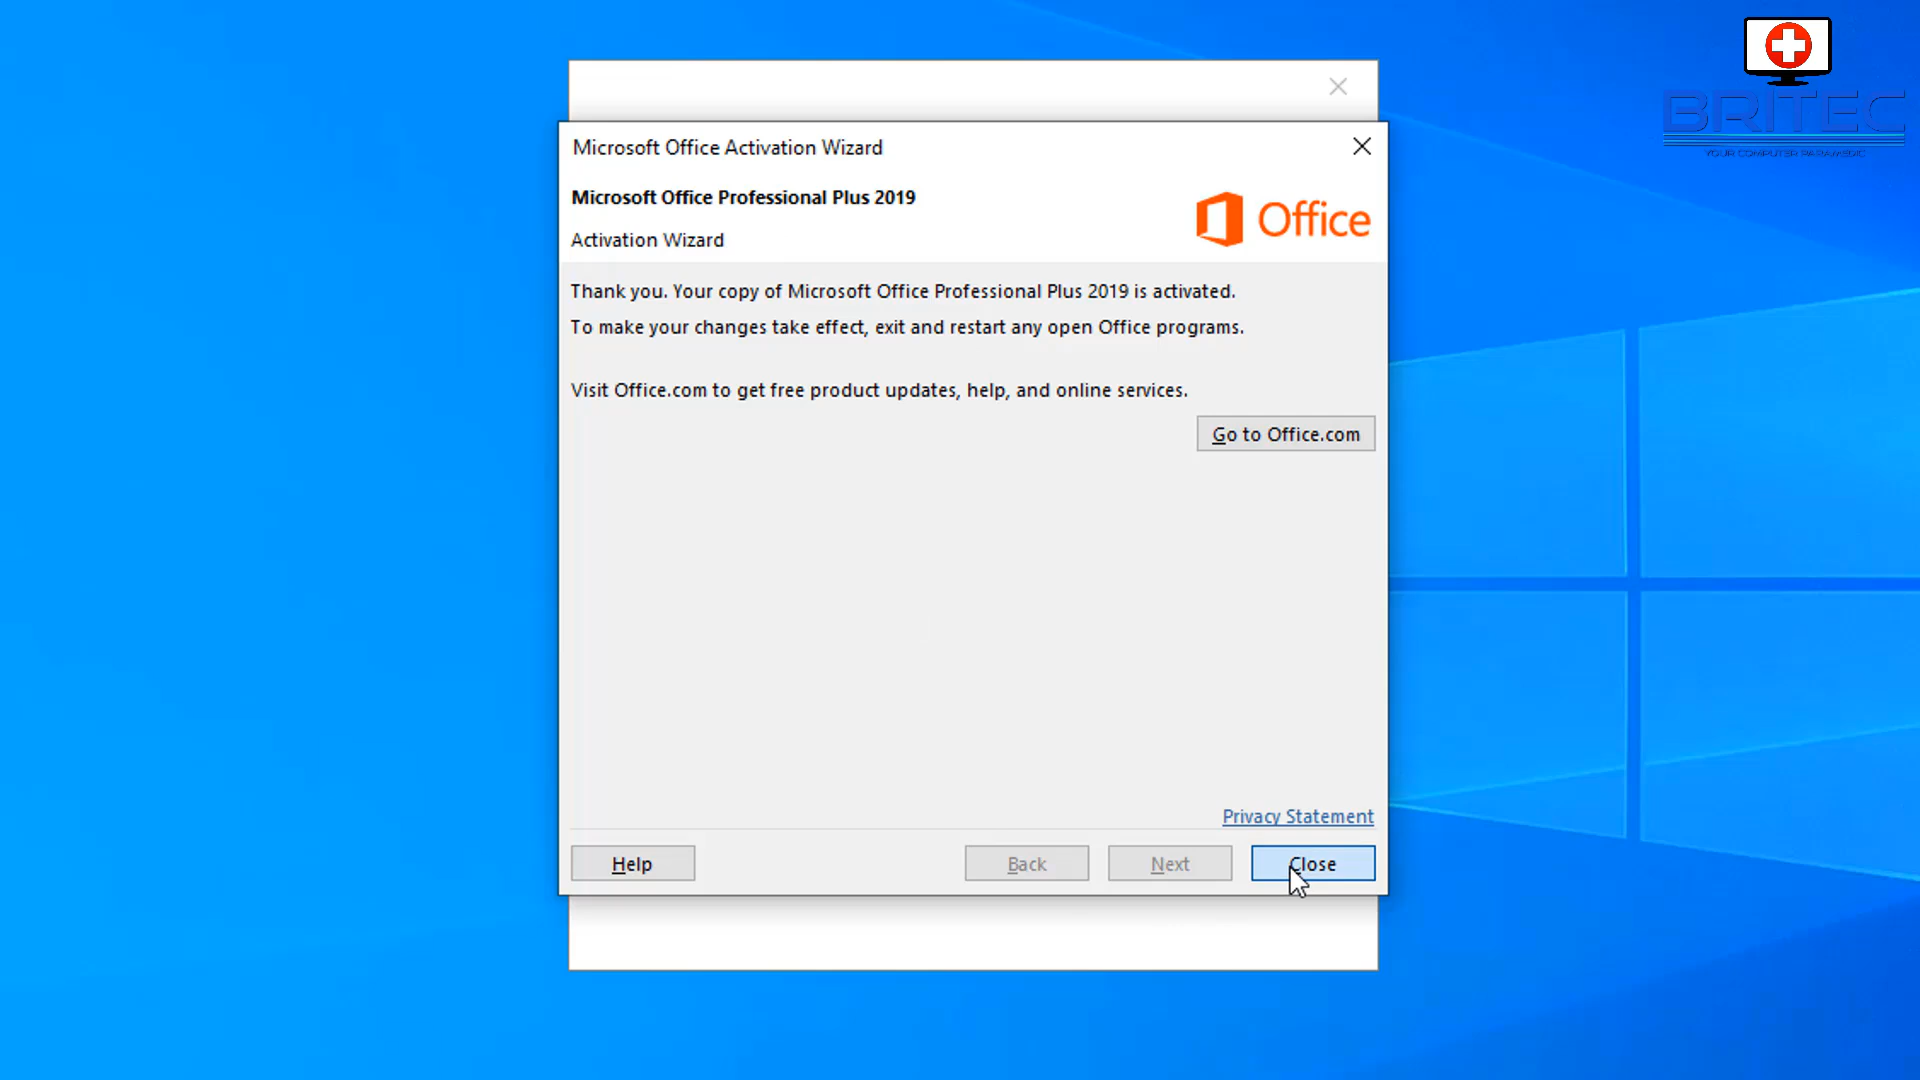 BRITEC
YOUR COMPUTER PARAMEDIC
Microsoft Office Activation Wizard
Microsoft Office Professional Plus 2019
Office
Activation Wizard
Thank you. Your copy of Microsoft Office Professional Plus 2019 is activated.
To make your changes take effect, exit and restart any open Office programs.
Visit Office.com to get free product updates, help, and online services.
Go to Office.com
Privacy Statement
Help
Back
Next
Close